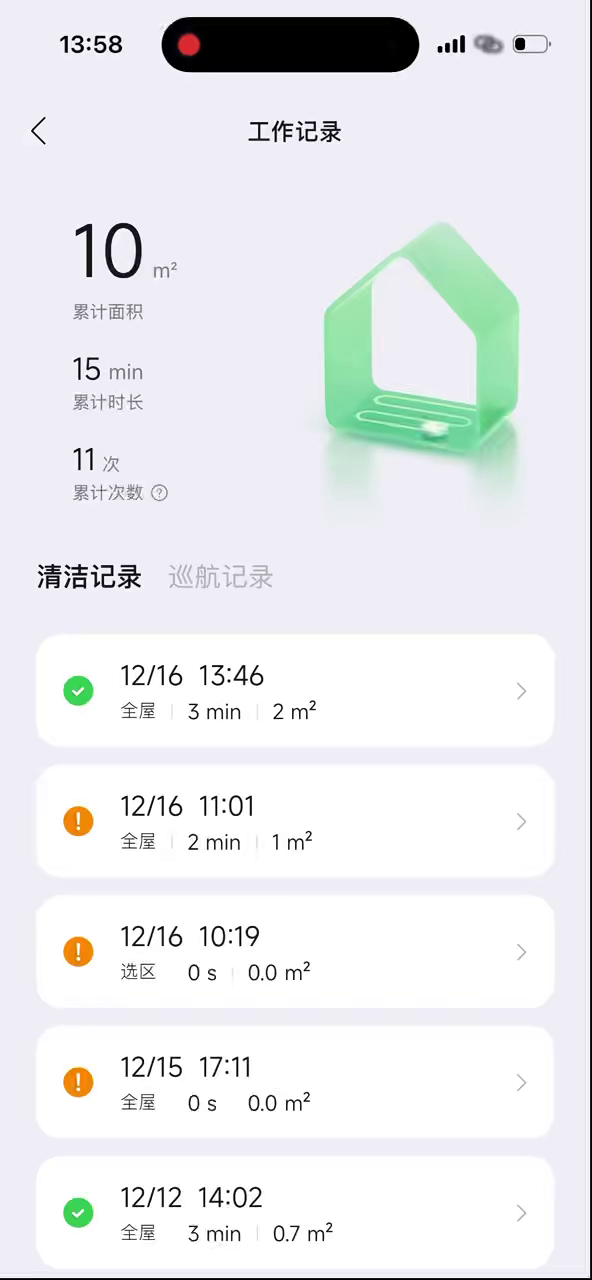 13:58
工作记录
10 m²
累计面积
15 min
累计时长
11 次
累计次数 ?
清洁记录 巡航记录
12/16 13:46
全屋 3 min 2 m²
12/16 11:01
全屋 2 min 1 m²
12/16 10:19
选区 0 s 0.0 m²
12/15 17:11
全屋 0 s 0.0 m²
12/12 14:02
全屋 3 min 0.7 m²